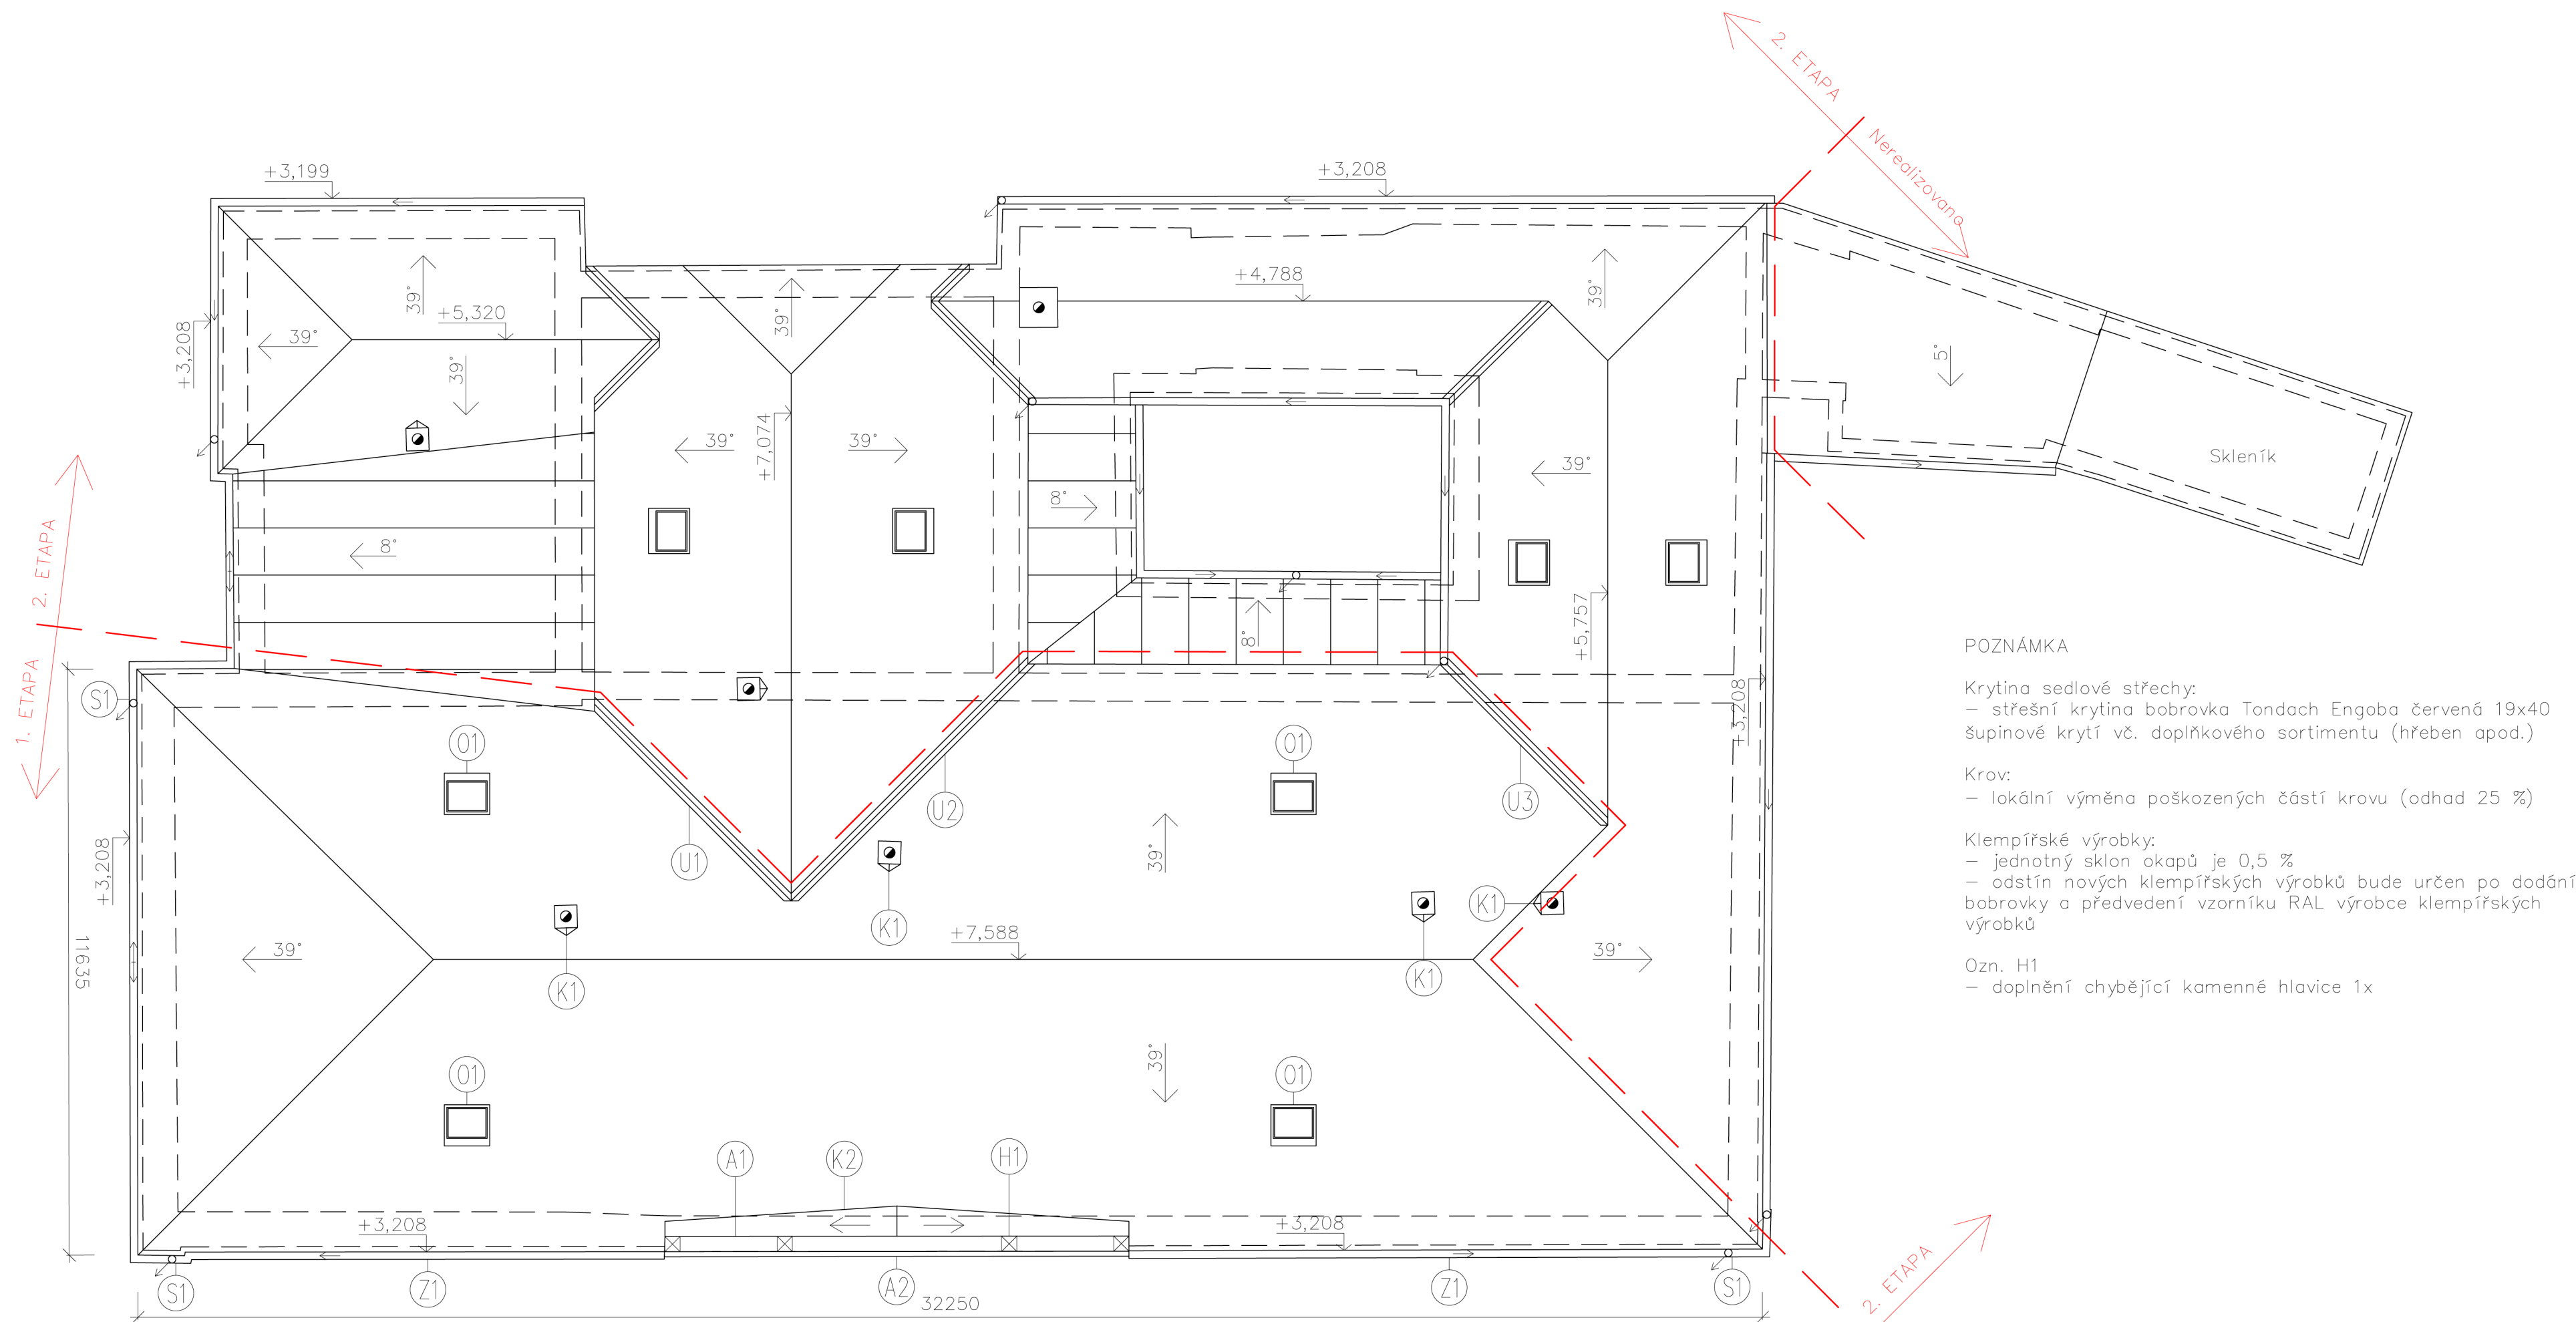 2. ETAPA
Nerealizováno
+3,199
+3,208
+3,208
39°
+5,320
39°
39°
39°
+4,788
39°
5°
Skleník
39°
+7,074
39°
39°
8°
8°
8°
+5,757
+3,208
1. ETAPA
2. ETAPA
S1
O1
O1
U1
U2
U3
K1
K1
K1
K1
39°
39°
39°
39°
+7,588
+3,208
11635
O1
O1
A1
K2
H1
+3,208
+3,208
S1
Z1
A2
Z1
S1
32250
2. ETAPA
POZNÁMKA
Krytina sedlové střechy:
– střešní krytina bobrovka Tondach Engoba červená 19x40
šupinové krytí vč. doplňkového sortimentu (hřeben apod.)
Krov:
– lokální výměna poškozených částí krovu (odhad 25 %)
Klempířské výrobky:
– jednotný sklon okapů je 0,5 %
– odstín nových klempířských výrobků bude určen po dodání
bobrovky a předvedení vzorníku RAL výrobce klempířských
výrobků
Ozn. H1
– doplnění chybějící kamenné hlavice 1x